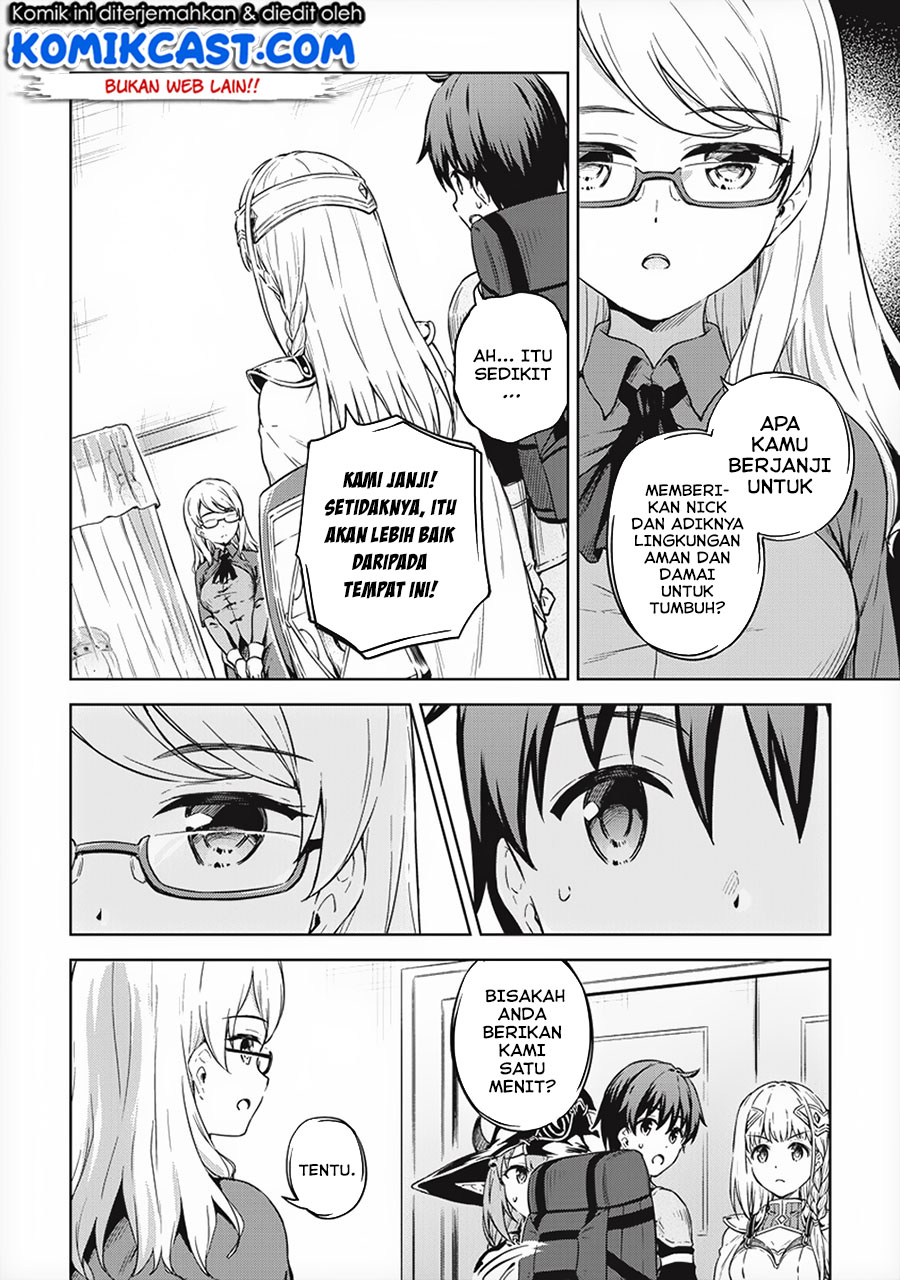 Komik ini diterjemahkan & diedit oleh
KOMIKCAST.COM
BUKAN WEB LAIN!!
APA
KAMU
BERJANJI
UNTUK
MEMBERI-
KAN NICK
DAN ADIKNYA
LINGKUNGAN
AMAN DAN
DAMAI
UNTUK
TUMBUH?
AH... ITU
SEDIKIT
...
KAMI JANJI!
SETIDAKNYA, ITU
AKAN LEBIH BAIK
DARIPADA
TEMPAT INI!
BISAKAH
ANDA
BERIKAN
KAMI
SATU
MENIT?
TENTU.